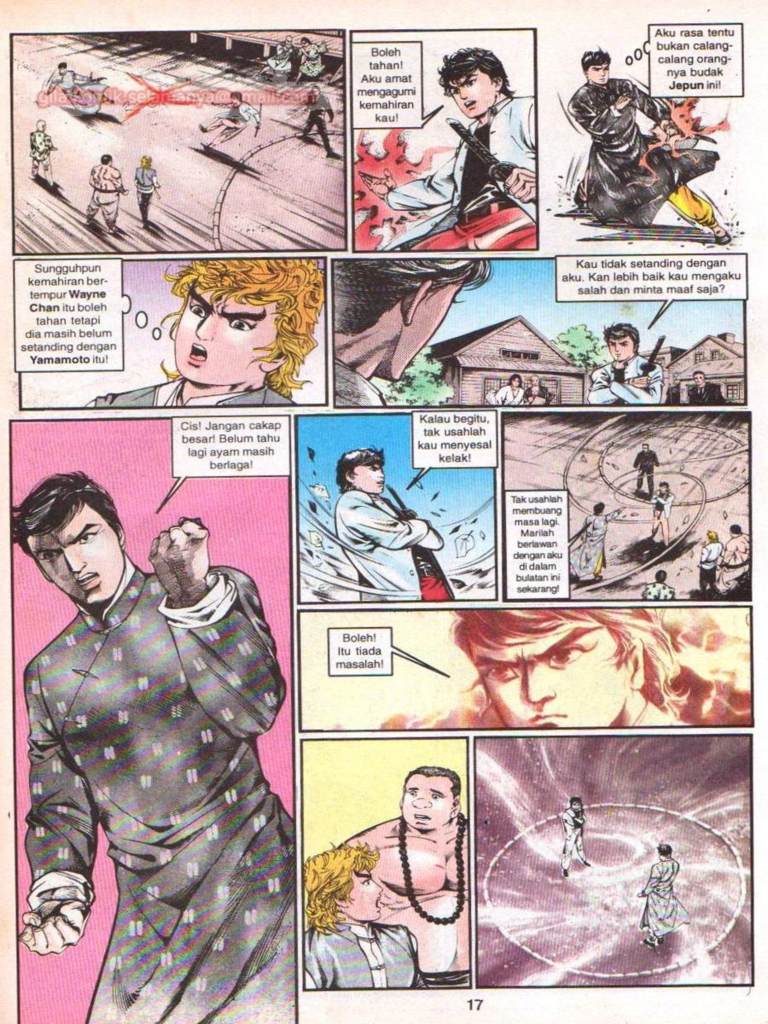 Boleh
tahan!
Aku amat
mengagumi
kemahiran
kau!
Aku rasa tentu
bukan calang-
calang orang-
nya budak
Jepun ini!
Sungguhpun
kemahiran ber-
tempur Wayne
Chan itu boleh
tahan tetapi
dia masih belum
setanding dengan
Yamamoto itu!
Kau tidak setanding dengan
aku. Kan lebih baik kau mengaku
salah dan minta maaf saja?
Cis! Jangan cakap
besar! Belum tahu
lagi ayam masih
berlaga!
Kalau begitu,
tak usahlah
kau menyesal
kelak!
Tak usahlah
membuang
masa lagi.
Marilah
berlawan
dengan aku
di dalam
bulatan ini
sekarang!
Boleh!
Itu tiada
masalah!
17